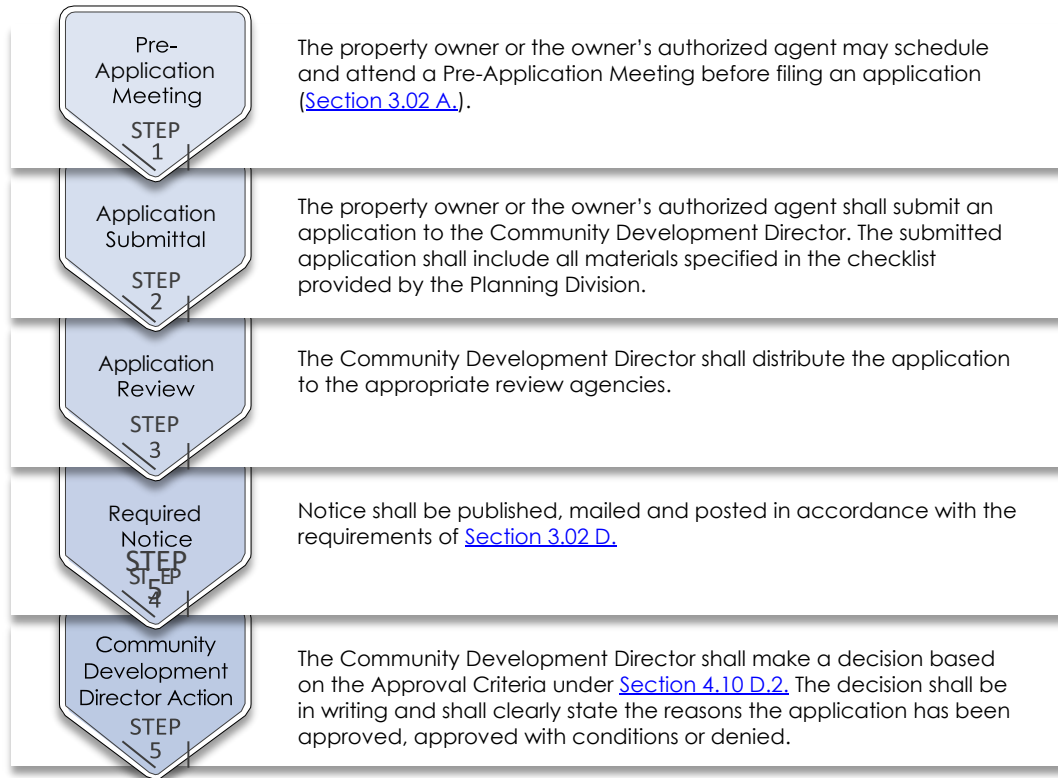 Pre-
Application
Meeting
STEP
1
The property owner or the owner’s authorized agent may schedule
and attend a Pre-Application Meeting before filing an application
(Section 3.02 A.).
Application
Submittal
STEP
2
The property owner or the owner’s authorized agent shall submit an
application to the Community Development Director. The submitted
application shall include all materials specified in the checklist
provided by the Planning Division.
Application
Review
STEP
3
The Community Development Director shall distribute the application
to the appropriate review agencies.
Required
Notice
STEP
5
STEP
4
Notice shall be published, mailed and posted in accordance with the
requirements of Section 3.02 D.
Community
Development
Director Action
STEP
5
The Community Development Director shall make a decision based
on the Approval Criteria under Section 4.10 D.2. The decision shall be
in writing and shall clearly state the reasons the application has been
approved, approved with conditions or denied.